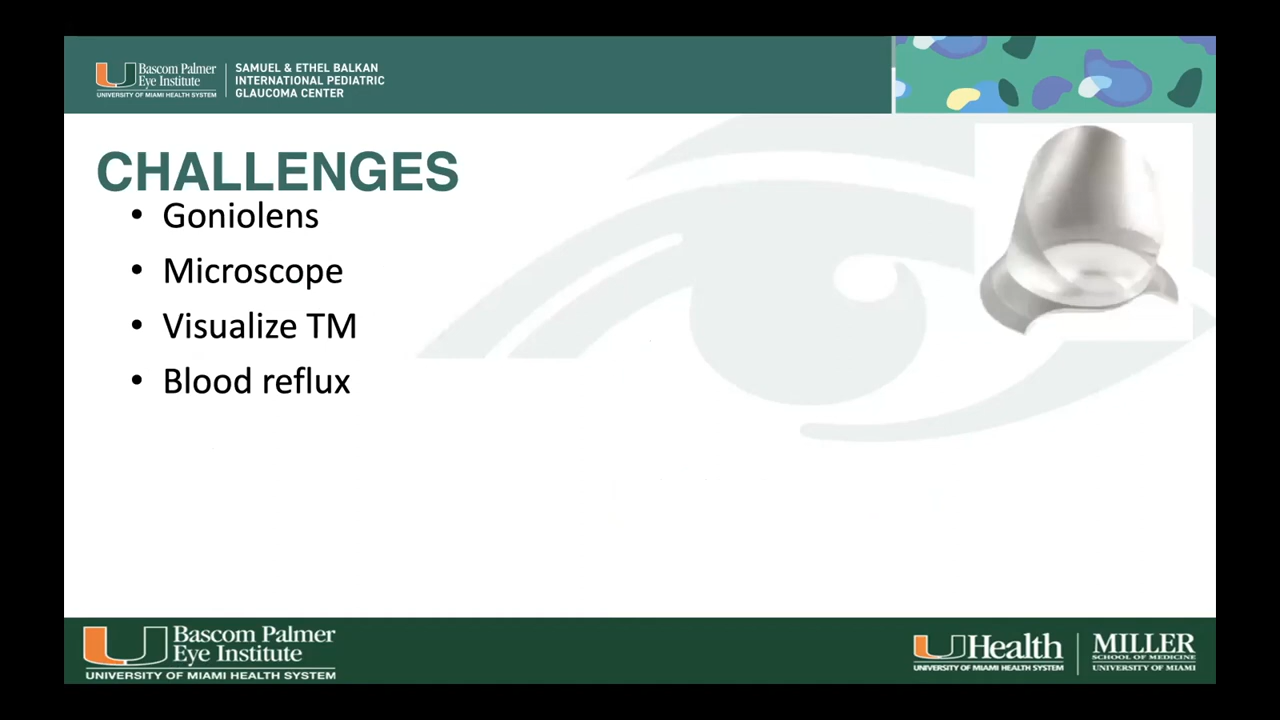 Bascom Palmer
Eye Institute
UNIVERSITY OF MIAMI HEALTH SYSTEM
SAMUEL & ETHEL BALKAN
INTERNATIONAL PEDIATRIC
GLAUCOMA CENTER
CHALLENGES
• Goniolens
• Microscope
• Visualize TM
• Blood reflux
Bascom Palmer
Eye Institute
UNIVERSITY OF MIAMI HEALTH SYSTEM
UHealth
UNIVERSITY OF MIAMI HEALTH SYSTEM
MILLER
SCHOOL OF MEDICINE
UNIVERSITY OF MIAMI